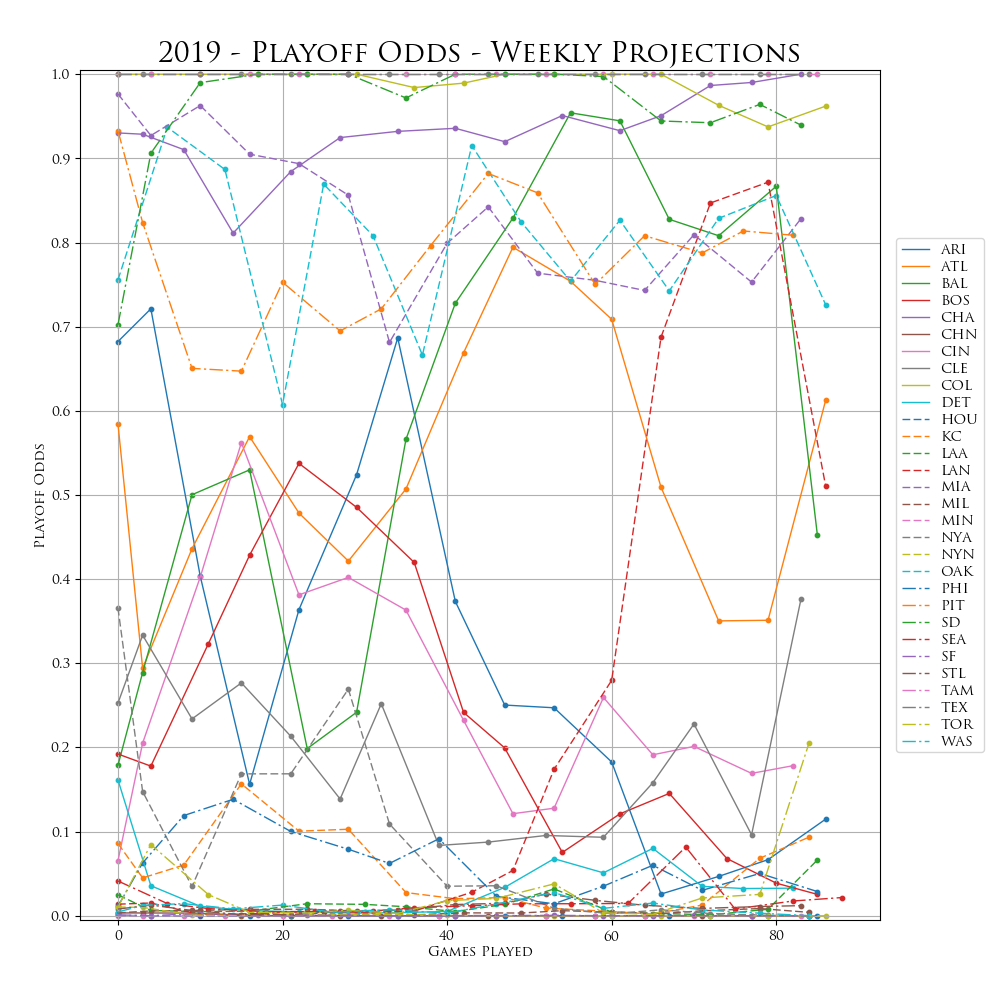 2019 - Playoff Odds - Weekly Projections
1.0
0.9
0.8
0.7
0.6
0.5
0.4
0.3
0.2
0.1
0.0
Playoff Odds
0 20 40 60 80
Games Played
ARI
ATL
BAL
BOS
CHA
CHN
CIN
CLE
COL
DET
HOU
KC
LAA
LAN
MIA
MIL
MIN
NYA
NYN
OAK
PHI
PIT
SD
SEA
SF
STL
TAM
TEX
TOR
WAS